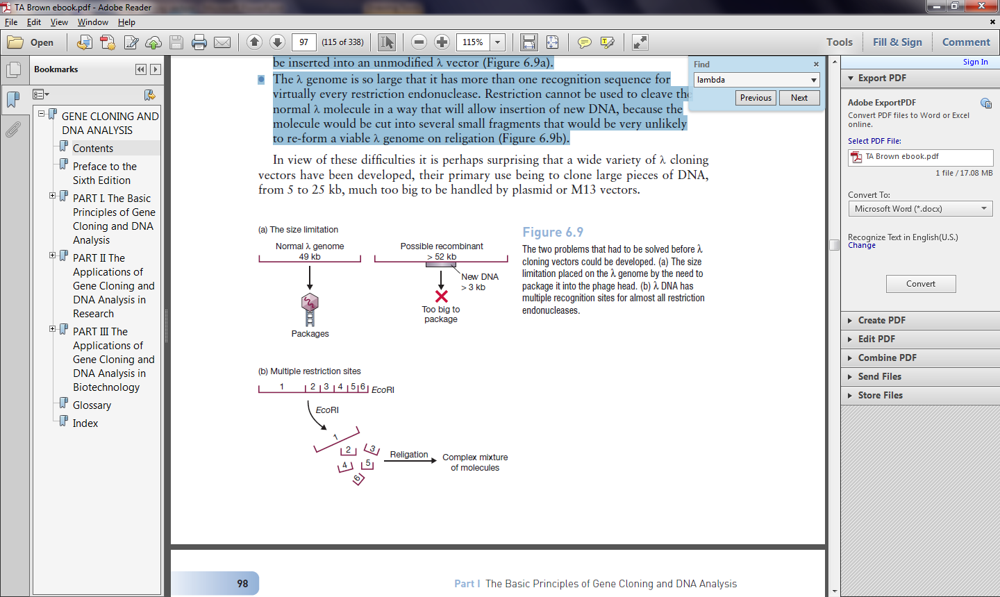 TA Brown ebook.pdf - Adobe Reader
File Edit View Window Help
Open
97 (115 of 338)
115%
Tools Fill & Sign Comment
Bookmarks
GENE CLONING AND
DNA ANALYSIS
Contents
Preface to the
Sixth Edition
PART I. The Basic
Principles of Gene
Cloning and DNA
Analysis
PART II The
Applications of
Gene Cloning and
DNA Analysis in
Research
PART III The
Applications of
Gene Cloning and
DNA Analysis in
Biotechnology
Glossary
Index
be inserted into an unmodified λ vector (Figure 6.9a).
The λ genome is so large that it has more than one recognition sequence for
virtually every restriction endonuclease. Restriction cannot be used to cleave the
normal λ molecule in a way that will allow insertion of new DNA, because the
molecule would be cut into several small fragments that would be very unlikely
to re-form a viable λ genome on religation (Figure 6.9b).
In view of these difficulties it is perhaps surprising that a wide variety of λ cloning
vectors have been developed, their primary use being to clone large pieces of DNA,
from 5 to 25 kb, much too big to be handled by plasmid or M13 vectors.
(a) The size limitation
Normal λ genome
49 kb
Packages
Possible recombinant
> 52 kb
New DNA
> 3 kb
Too big to
package
Figure 6.9
The two problems that had to be solved before λ
cloning vectors could be developed. (a) The size
limitation placed on the λ genome by the need to
package it into the phage head. (b) λ DNA has
multiple recognition sites for almost all restriction
endonucleases.
(b) Multiple restriction sites
1 2 3 4 5 6 EcoRI
EcoRI
1
2 3
4 5
6
Religation
Complex mixture
of molecules
98
Part I The Basic Principles of Gene Cloning and DNA Analysis
Find
lambda
Previous Next
Sign In
Export PDF
Adobe ExportPDF
Convert PDF files to Word or Excel
online.
Select PDF File:
TA Brown ebook.pdf
1 file / 17.08 MB
Convert To:
Microsoft Word (*.docx)
Recognize Text in English(U.S.)
Change
Convert
Create PDF
Edit PDF
Combine PDF
Send Files
Store Files